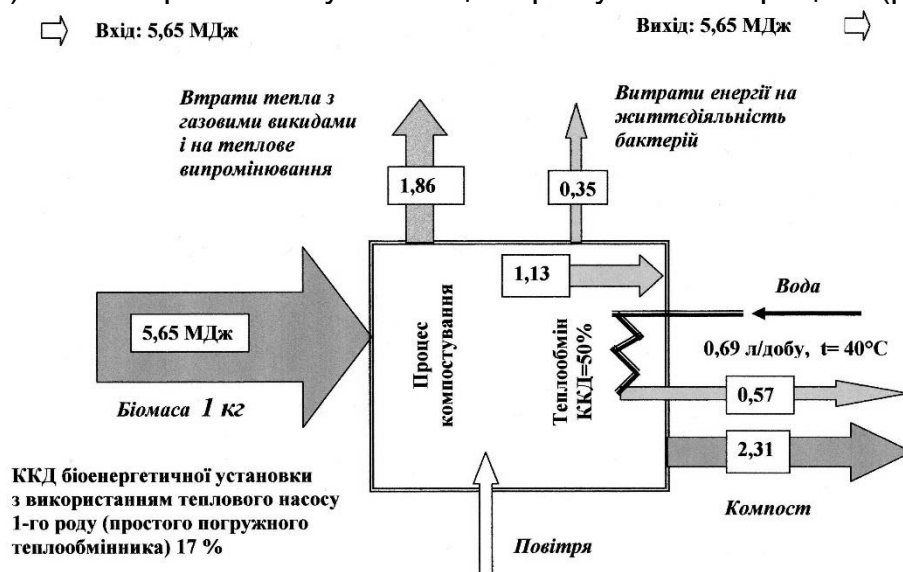 Вхід: 5,65 МДж
Вихід: 5,65 МДж
Втрати тепла з
газовими викидами
і на теплове
випромінювання
Витрати енергії на
життєдіяльність
бактерій
1,86
0,35
1,13
5,65 МДж
Біомаса 1 кг
Процес
компостування
Теплообмін
ККД=50%
Вода
0,69 л/добу, t= 40°С
0,57
2,31
Компост
Повітря
ККД біоенергетичної установки
з використанням теплового насосу
1-го роду (простого погружного
теплообмінника) 17 %